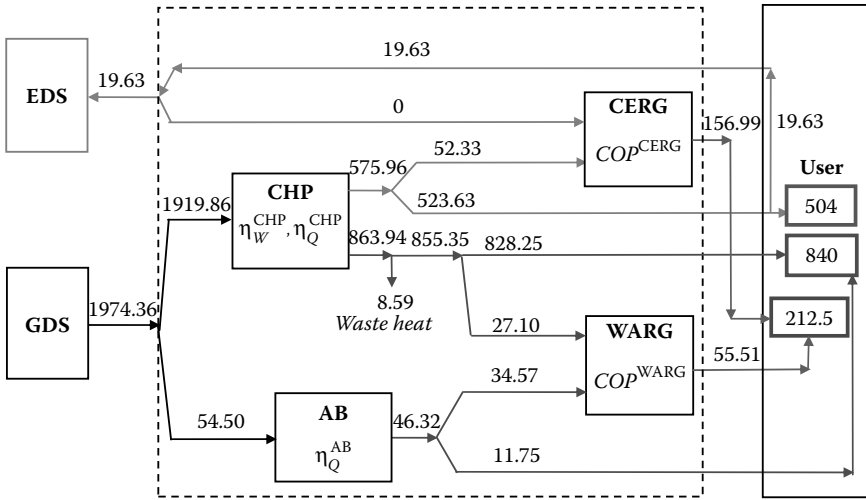 19.63
19.63
EDS
0
CERG
COP^CERG
156.99
19.63
52.33
575.96
User
1919.86
CHP
η_W^CHP, η_Q^CHP
523.63
504
863.94
855.35
828.25
840
1974.36
GDS
8.59
Waste heat
212.5
27.10
WARG
COP^WARG
55.51
34.57
54.50
AB
η_Q^AB
46.32
11.75